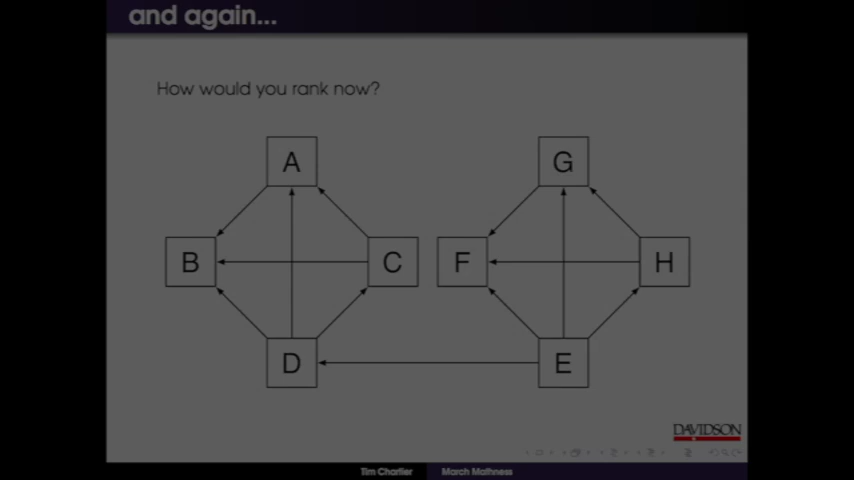 and again...
How would you rank now?
A
G
B
C
F
H
D
E
DAVIDSON
Tim Chartier
March Mathness